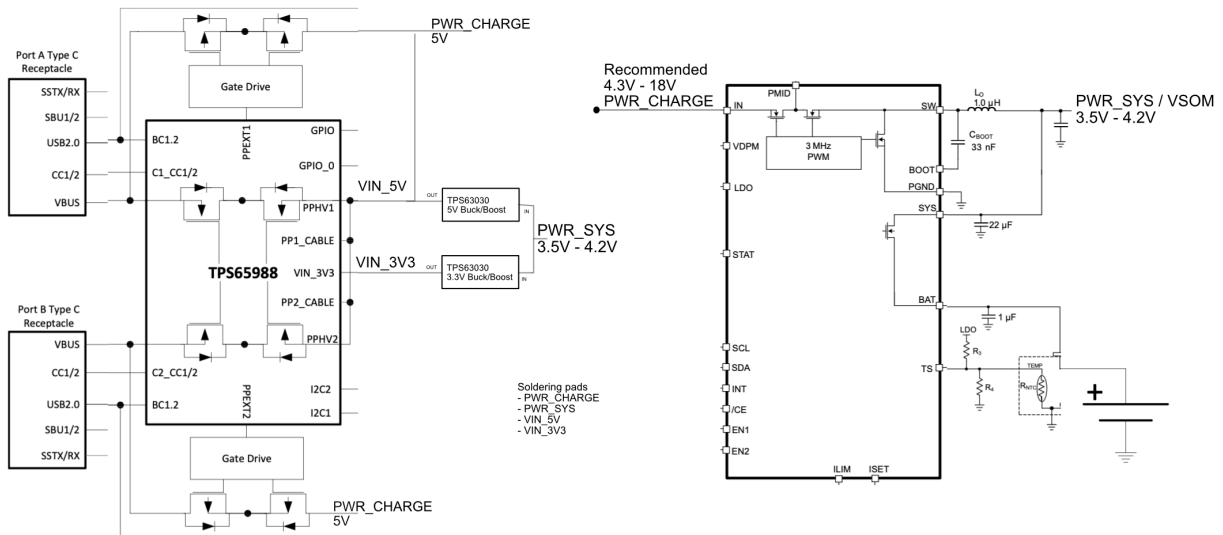 PWR_CHARGE
5V
Port A Type C
Receptacle
SSTX/RX
SBU1/2
USB2.0
CC1/2
VBUS
Gate Drive
PPEXT1
BC1.2
C1_CC1/2
GPIO
GPIO_0
PPHV1
PP1_CABLE
TPS65988
VIN_3V3
PP2_CABLE
PPHV2
C2_CC1/2
BC1.2
I2C2
I2C1
PPEXT2
Port B Type C
Receptacle
VBUS
CC1/2
USB2.0
SBU1/2
SSTX/RX
Gate Drive
PWR_CHARGE
5V
VIN_5V
OUT
TPS63030
5V Buck/Boost
IN
PWR_SYS
3.5V - 4.2V
VIN_3V3
OUT
TPS63030
3.3V Buck/Boost
IN
Soldering pads
- PWR_CHARGE
- PWR_SYS
- VIN_5V
- VIN_3V3
Recommended
4.3V - 18V
PWR_CHARGE
IN
PMID
SW
LO
1.0 µH
PWR_SYS / VSOM
3.5V - 4.2V
VDPM
3 MHz
PWM
CBOOT
33 nF
BOOT
PGND
LDO
SYS
22 µF
STAT
BAT
1 µF
LDO
R3
SCL
SDA
TS
TEMP
R4
RNTC
+
INT
/CE
EN1
EN2
ILIM
ISET